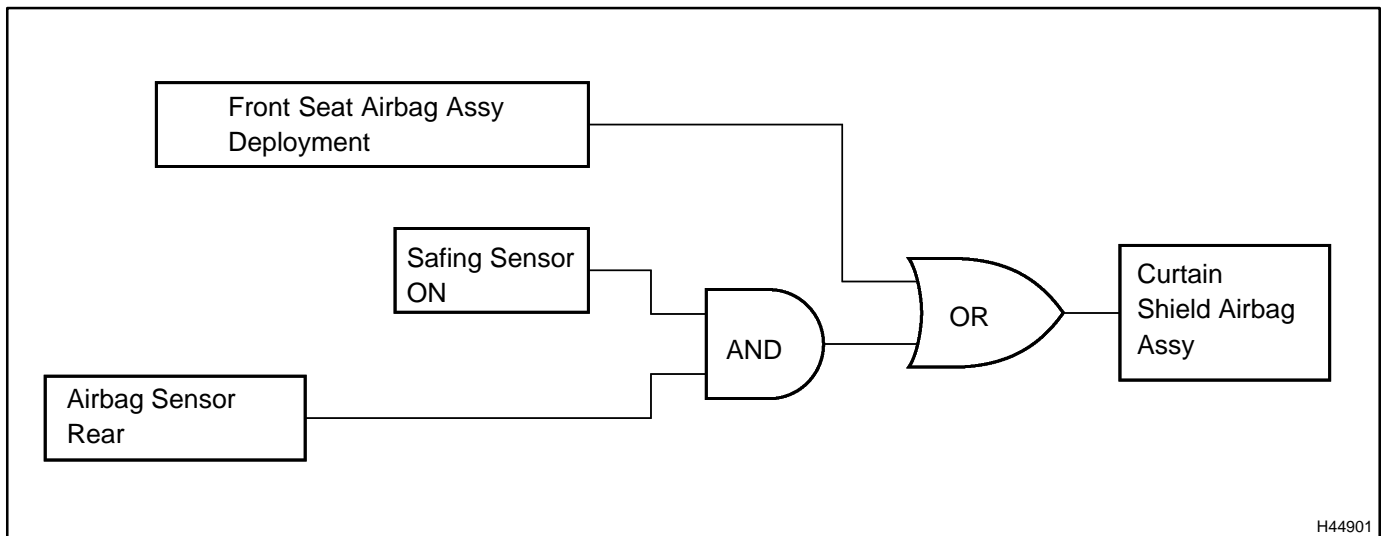 Front Seat Airbag Assy
Deployment
Safing Sensor
ON
Airbag Sensor
Rear
AND
OR
Curtain
Shield Airbag
Assy
H44901